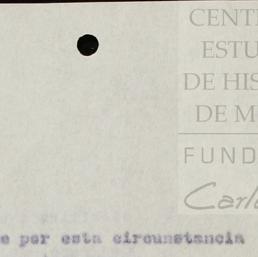 CENT
ESTU
DE HIS
DE M
FUND
Carl
e por esta circunstancia